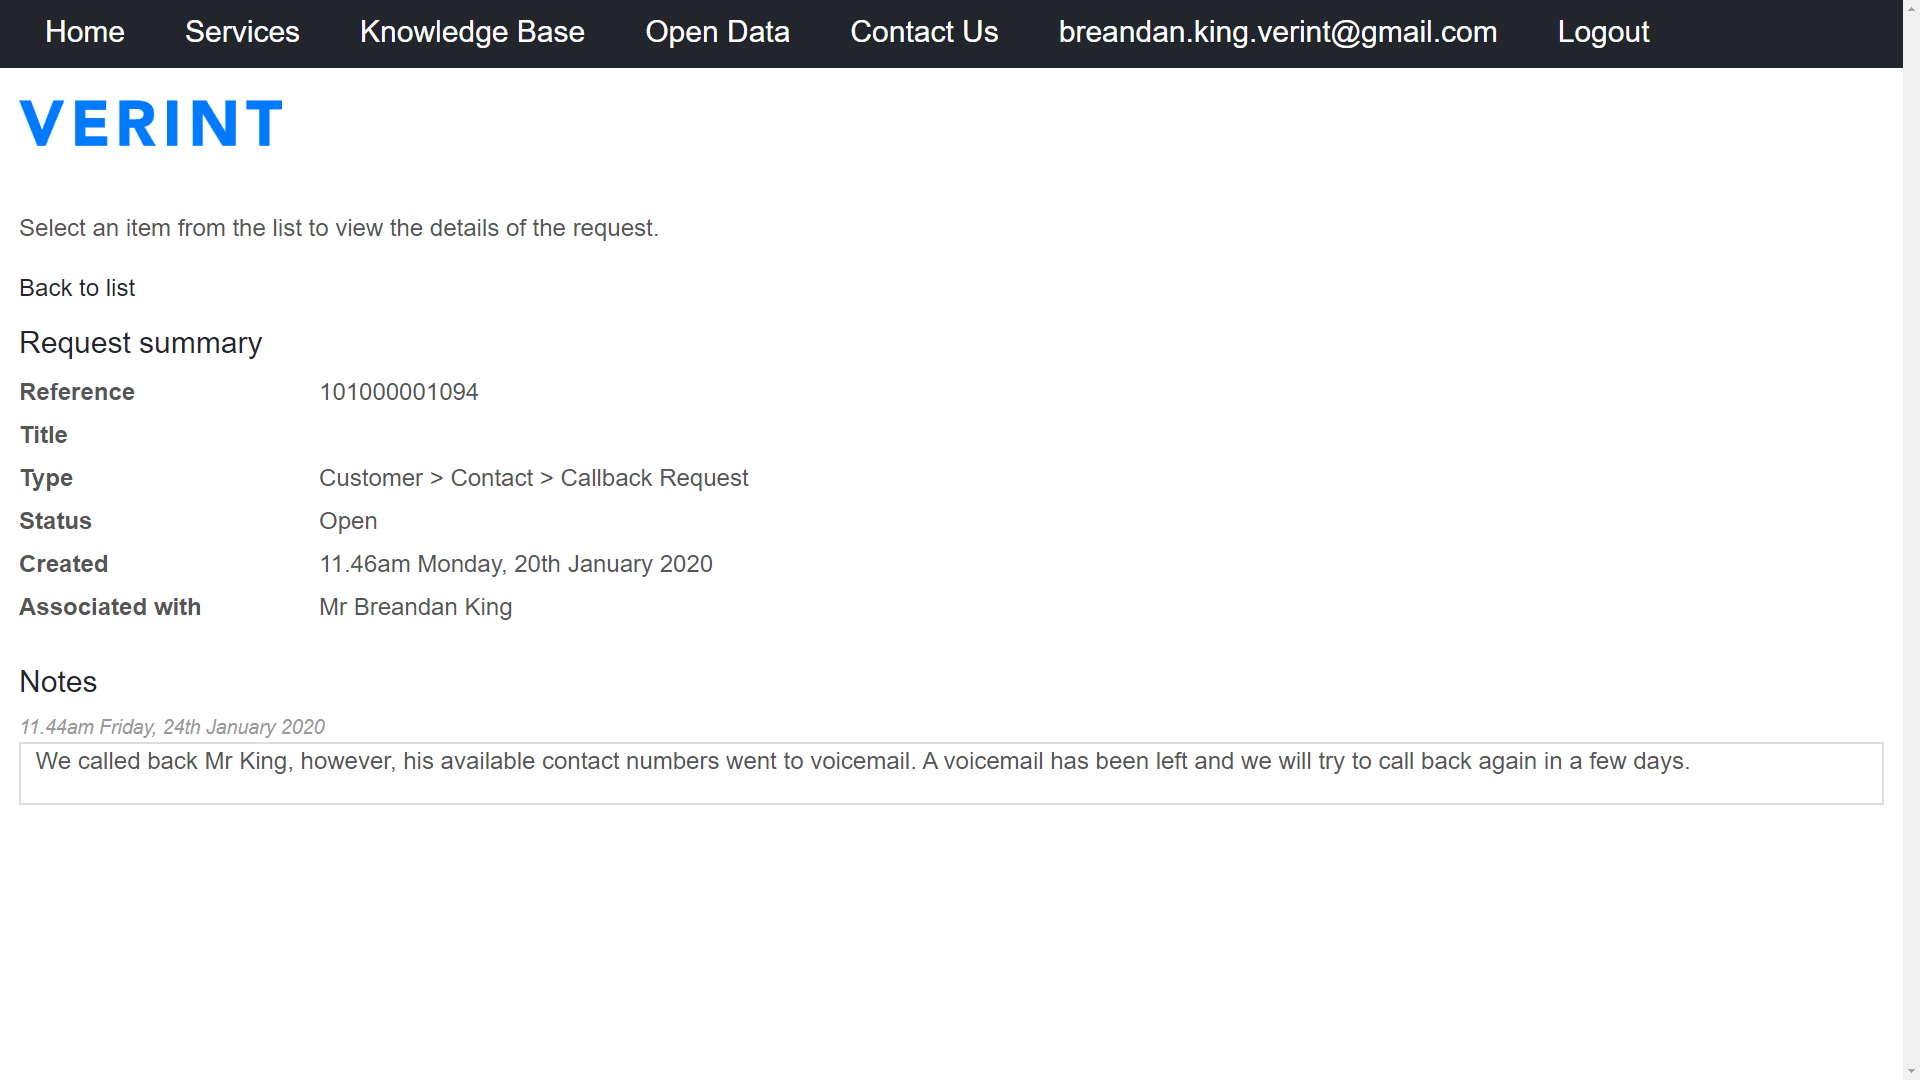 Home Services Knowledge Base Open Data Contact Us breandan.king.verint@gmail.com Logout
VERINT
Select an item from the list to view the details of the request.
Back to list
Request summary
Reference 101000001094
Title
Type Customer > Contact > Callback Request
Status Open
Created 11.46am Monday, 20th January 2020
Associated with Mr Breandan King
Notes
11.44am Friday, 24th January 2020
We called back Mr King, however, his available contact numbers went to voicemail. A voicemail has been left and we will try to call back again in a few days.